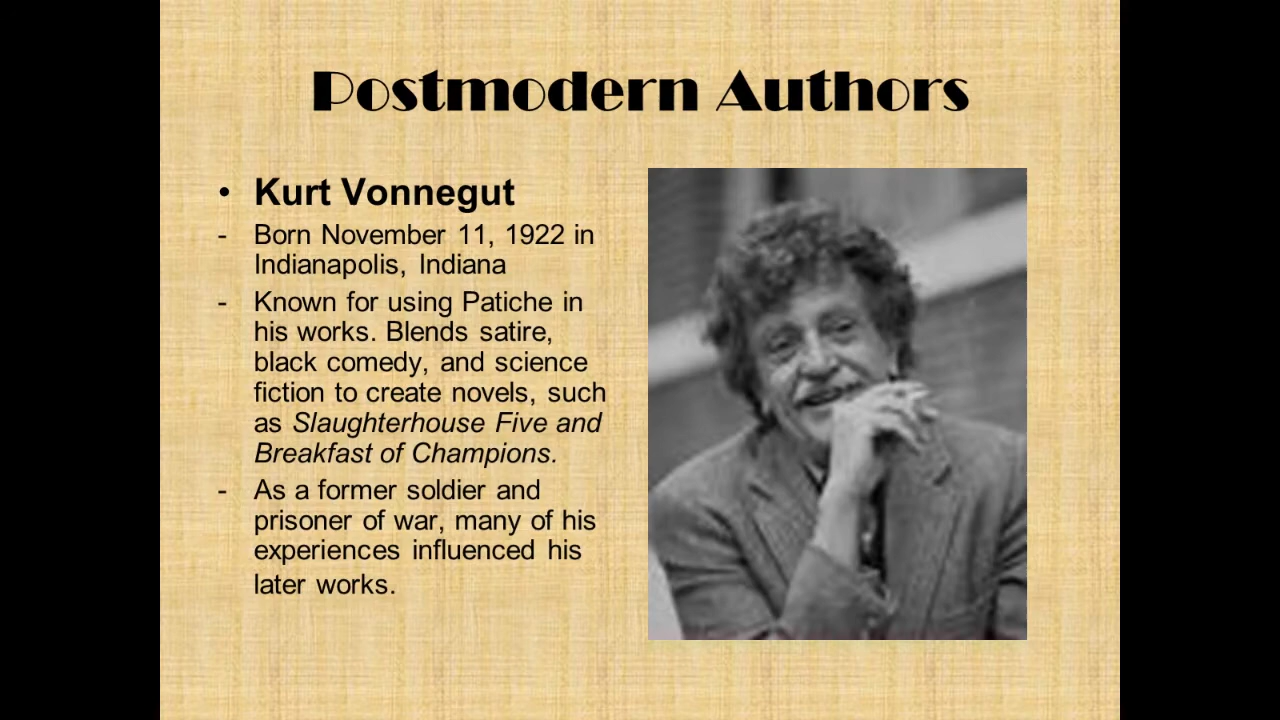 Postmodern Authors
• Kurt Vonnegut
- Born November 11, 1922 in
Indianapolis, Indiana
- Known for using Patiche in
his works. Blends satire,
black comedy, and science
fiction to create novels, such
as Slaughterhouse Five and
Breakfast of Champions.
- As a former soldier and
prisoner of war, many of his
experiences influenced his
later works.